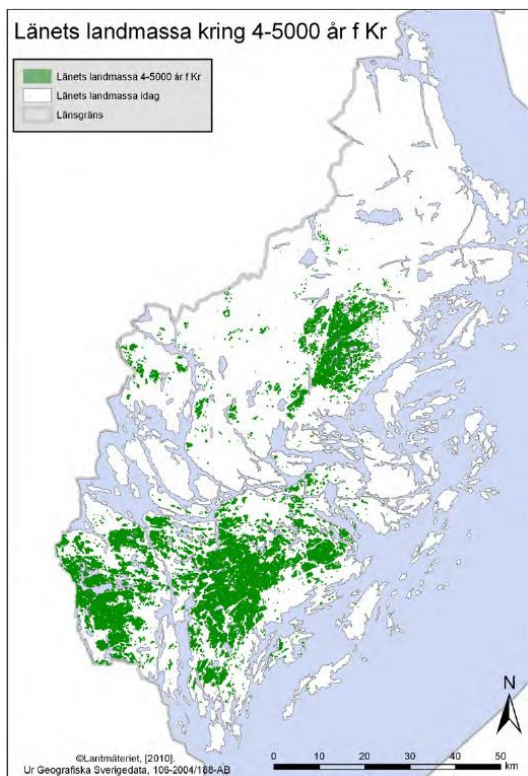 Länets landmassa kring 4-5000 år f Kr
Länets landmassa 4-5000 år f Kr
Länets landmassa idag
Länsgräns
N
©Lantmäteriet, [2010].
Ur Geografiska Sverigedata, 106-2004/188-AB
0 10 20 30 40 50
km